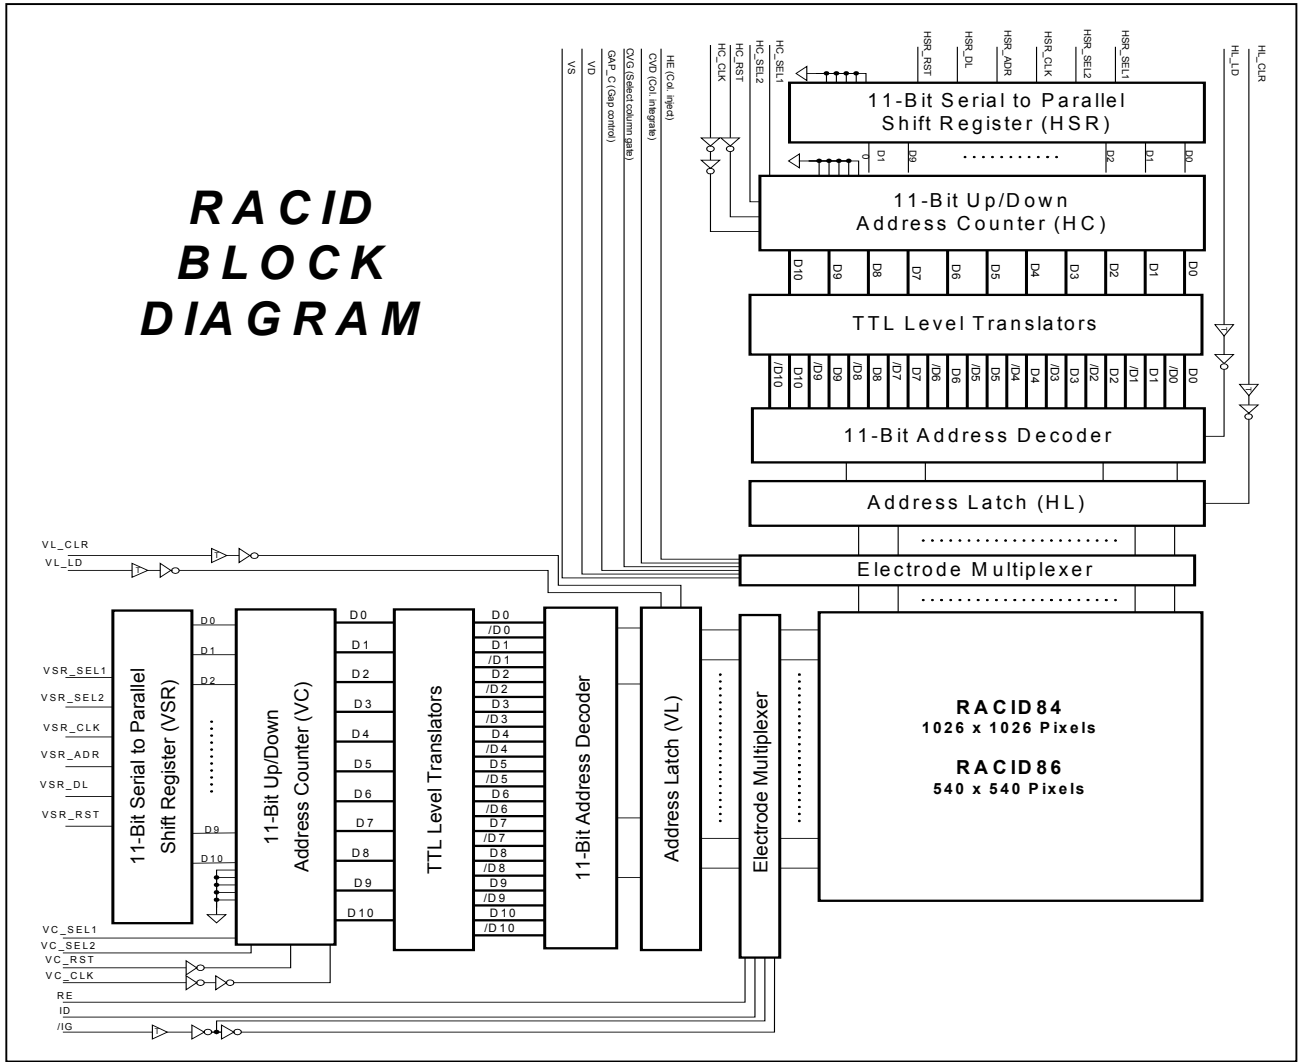 RACID
BLOCK
DIAGRAM
VS
VD
GAP_C (Gap control)
CVG (Select column gate)
CVD (Col. integrate)
HE (Col. inject)
HC_CLK
HC_RST
HC_SEL2
HC_SEL1
HSR_RST
HSR_DL
HSR_ADR
HSR_CLK
HSR_SEL2
HSR_SEL1
HL_LD
HL_CLR
11-Bit Serial to Parallel
Shift Register (HSR)
0 D1 D9 ........... D2 D1 D0
11-Bit Up/Down
Address Counter (HC)
D10 D9 D8 D7 D6 D5 D4 D3 D2 D1 D0
TTL Level Translators
/D10 D10 /D9 D9 /D8 D8 /D7 D7 /D6 D6 /D5 D5 /D4 D4 /D3 D3 /D2 D2 /D1 D1 /D0 D0
T
T
11-Bit Address Decoder
Address Latch (HL)
Electrode Multiplexer
VL_CLR
T
VL_LD
T
VSR_SEL1
VSR_SEL2
VSR_CLK
VSR_ADR
VSR_DL
VSR_RST
11-Bit Serial to Parallel
Shift Register (VSR)
D0
D1
D2
D9
D10
11-Bit Up/Down
Address Counter (VC)
D0
D1
D2
D3
D4
D5
D6
D7
D8
D9
D10
TTL Level Translators
D0
/D0
D1
/D1
D2
/D2
D3
/D3
D4
/D4
D5
/D5
D6
/D6
D7
/D7
D8
/D8
D9
/D9
D10
/D10
11-Bit Address Decoder
Address Latch (VL)
Electrode Multiplexer
RACID84
1026 x 1026 Pixels
RACID86
540 x 540 Pixels
VC_SEL1
VC_SEL2
VC_RST
VC_CLK
RE
ID
/IG
T